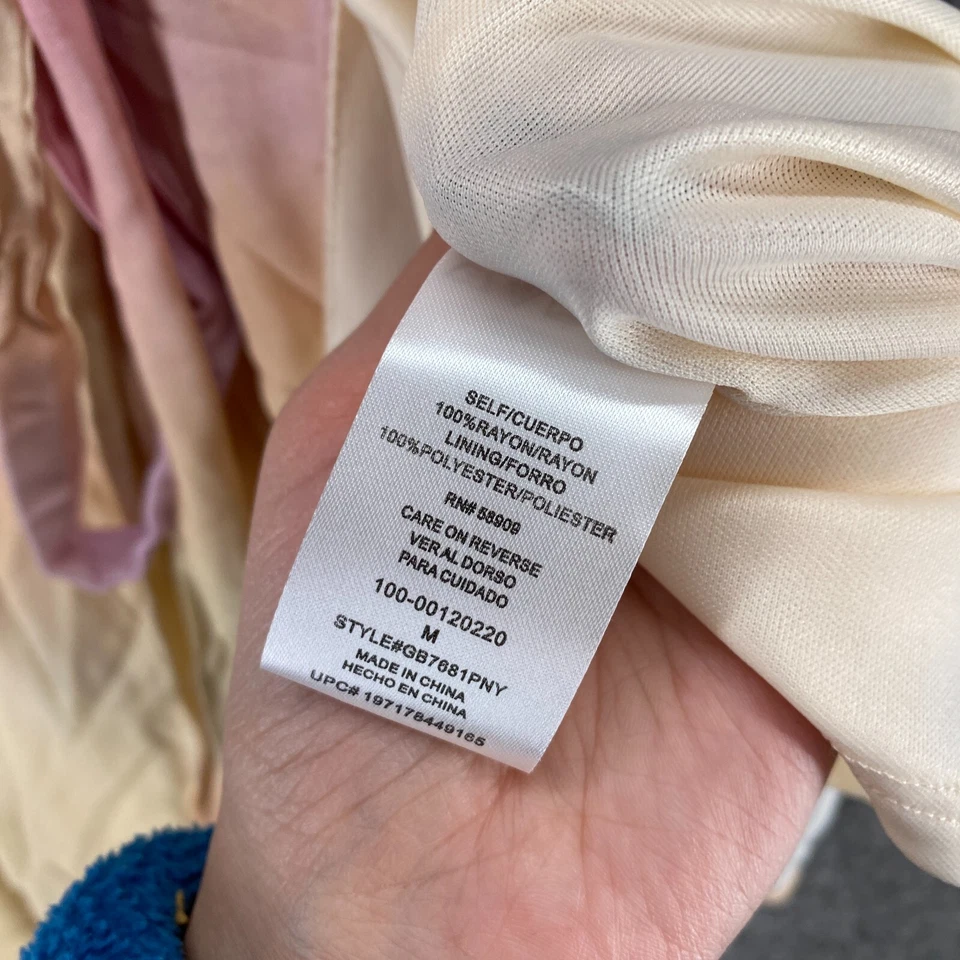 SELF/CUERPO
100%RAYON/RAYON
LINING/FORRO
100%POLYESTER/POLIESTER
RN# 58909
CARE ON REVERSE
VER AL DORSO
PARA CUIDADO
100-00120220
M
STYLE#GB7681PNY
MADE IN CHINA
HECHO EN CHINA
UPC# 197178449165